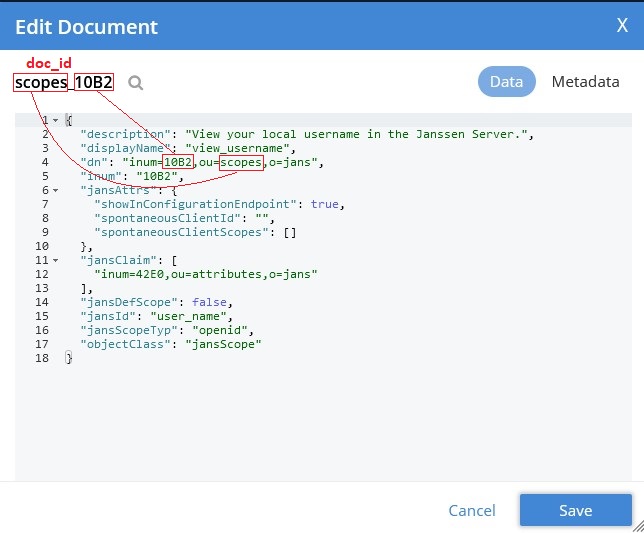 Edit Document X
doc_id
scopes_10B2 Data Metadata
1 {
2 "description": "View your local username in the Janssen Server.",
3 "displayName": "view_username",
4 "dn": "inum=10B2,ou=scopes,o=jans",
5 "inum": "10B2",
6 "jansAttrs": {
7 "showInConfigurationEndpoint": true,
8 "spontaneousClientId": "",
9 "spontaneousClientScopes": []
10 },
11 "jansClaim": [
12 "inum=42E0,ou=attributes,o=jans"
13 ],
14 "jansDefScope": false,
15 "jansId": "user_name",
16 "jansScopeTyp": "openid",
17 "objectClass": "jansScope"
18 }
Cancel Save